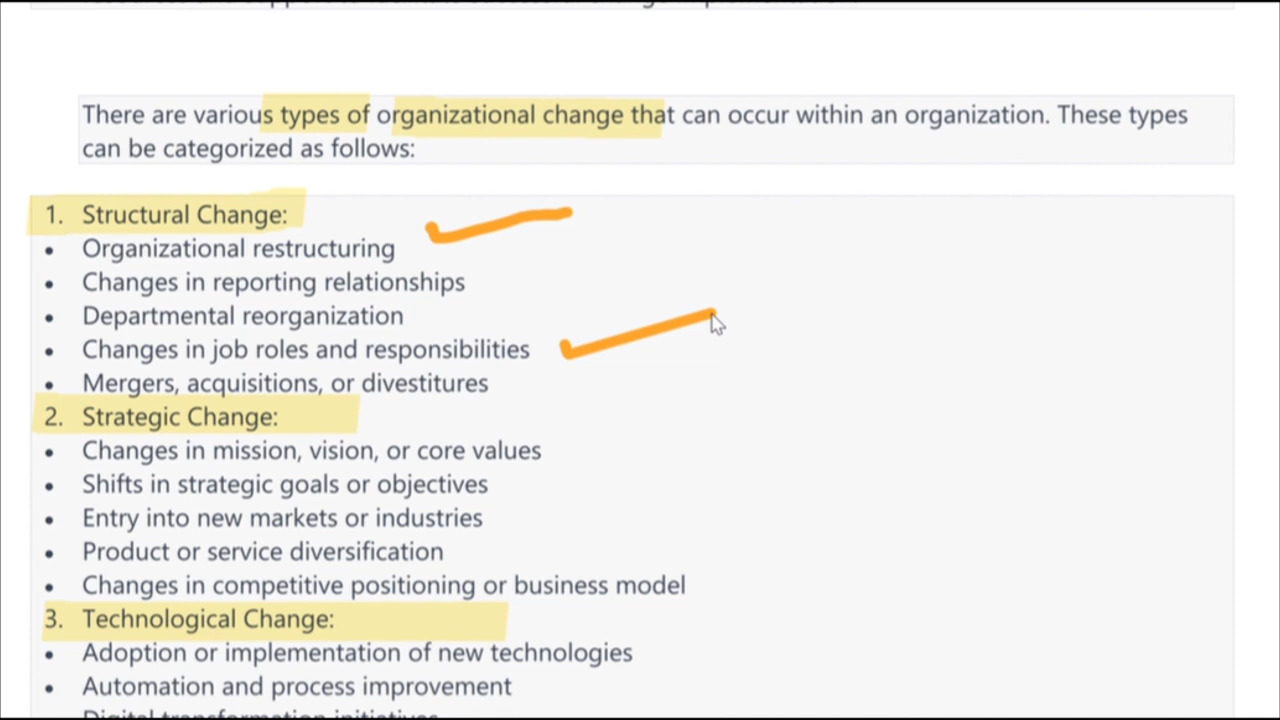 There are various types of organizational change that can occur within an organization. These types
can be categorized as follows:
1. Structural Change:
• Organizational restructuring
• Changes in reporting relationships
• Departmental reorganization
• Changes in job roles and responsibilities
• Mergers, acquisitions, or divestitures
2. Strategic Change:
• Changes in mission, vision, or core values
• Shifts in strategic goals or objectives
• Entry into new markets or industries
• Product or service diversification
• Changes in competitive positioning or business model
3. Technological Change:
• Adoption or implementation of new technologies
• Automation and process improvement
Digital transformation initiatives